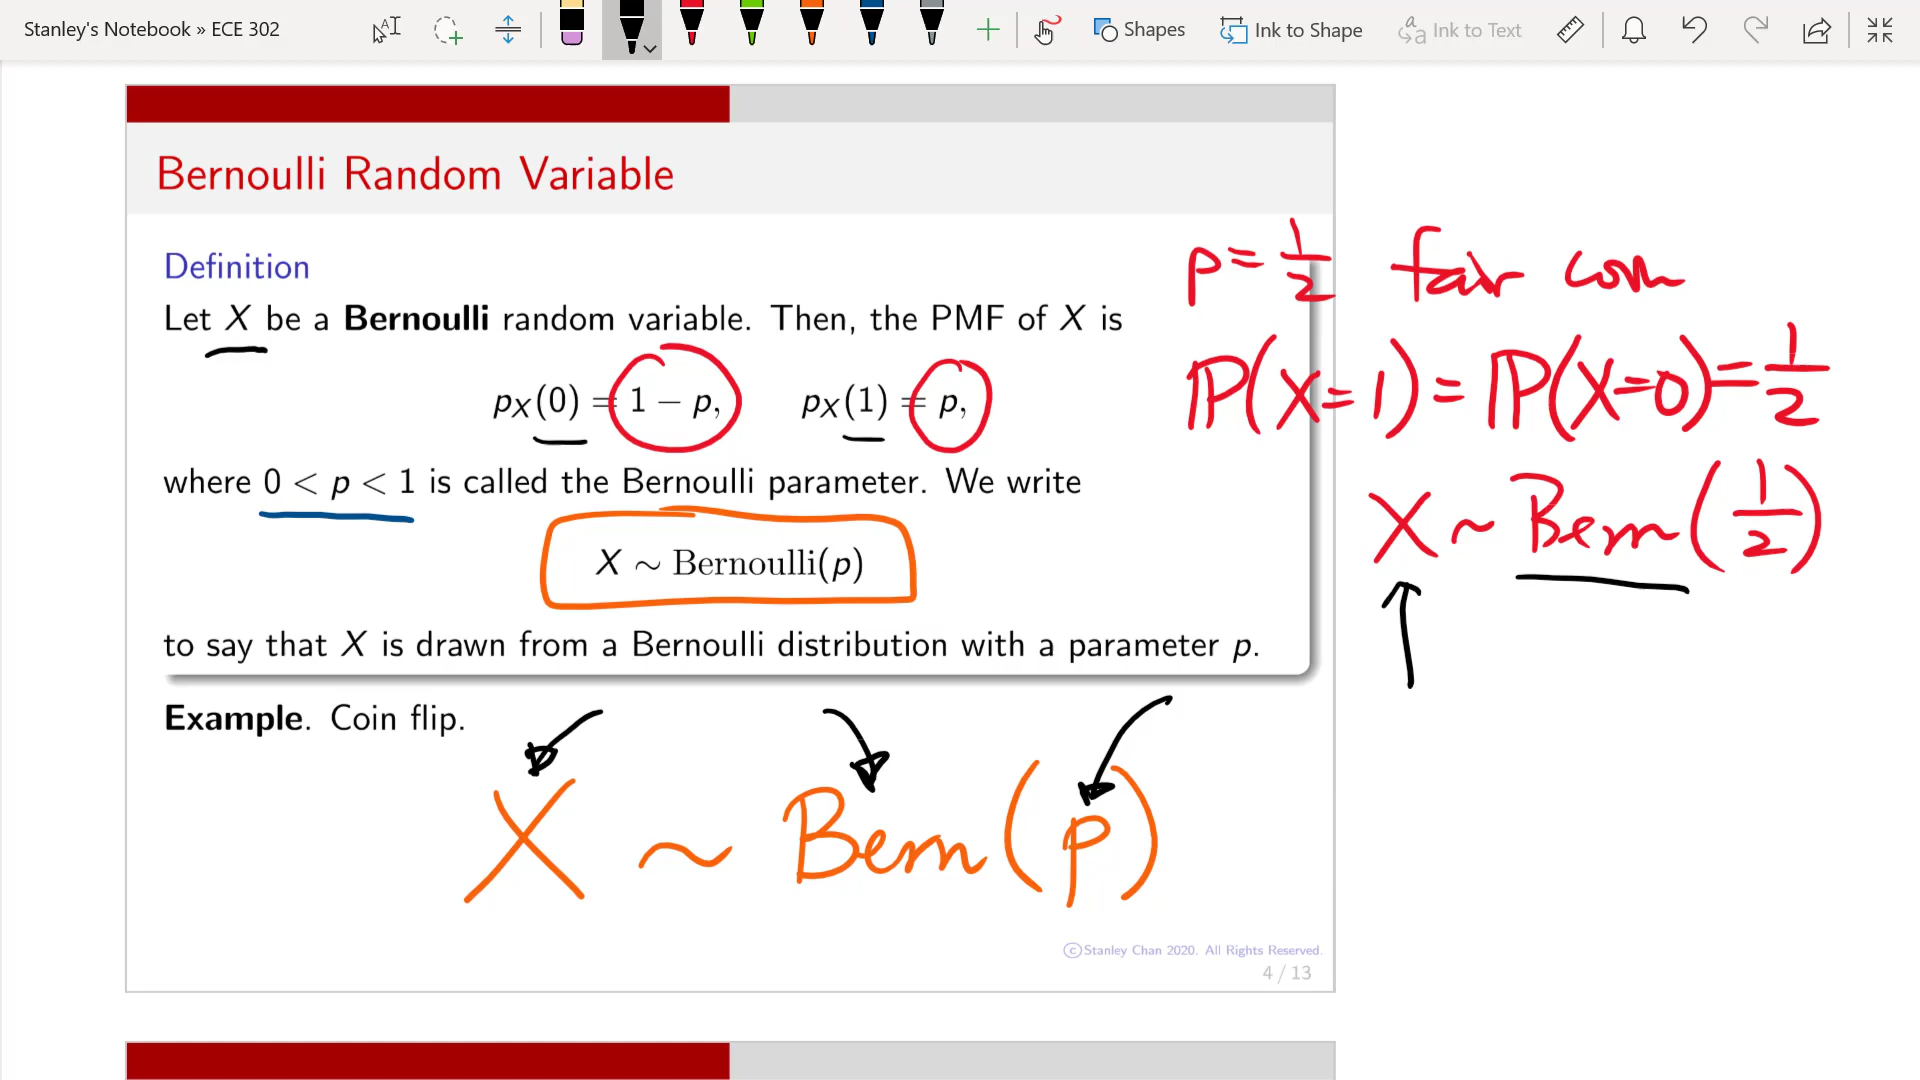 Stanley's Notebook » ECE 302
Shapes
Ink to Shape
Ink to Text
Bernoulli Random Variable
Definition
Let X be a Bernoulli random variable. Then, the PMF of X is
pX(0) = 1 − p, pX(1) = p,
where 0 < p < 1 is called the Bernoulli parameter. We write
X ∼ Bernoulli(p)
to say that X is drawn from a Bernoulli distribution with a parameter p.
Example. Coin flip.
X ~ Bern(p)
p = 1/2 fair coin
ℙ(X=1) = ℙ(X=0) = 1/2
X ~ Bern(1/2)
©Stanley Chan 2020. All Rights Reserved.
4 / 13